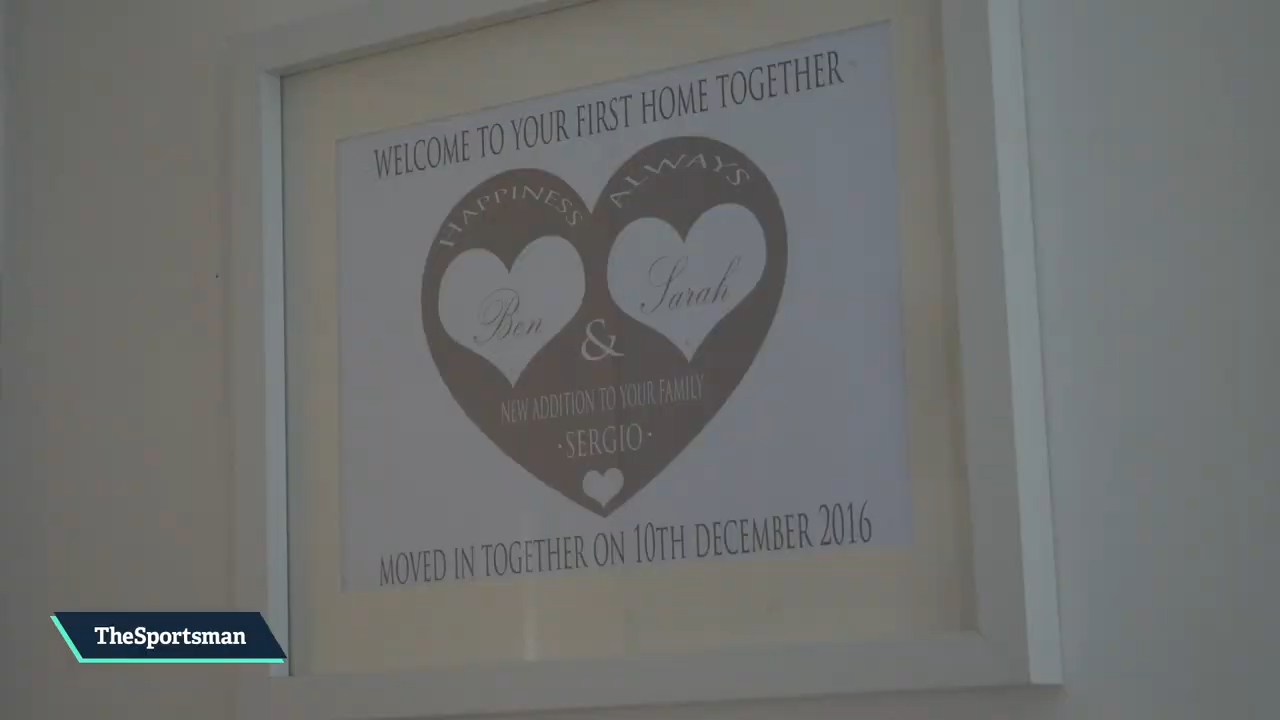 WELCOME TO YOUR FIRST HOME TOGETHER
HAPPINESS ALWAYS
Ben & Sarah
NEW ADDITION TO YOUR FAMILY
·SERGIO·
MOVED IN TOGETHER ON 10TH DECEMBER 2016
TheSportsman